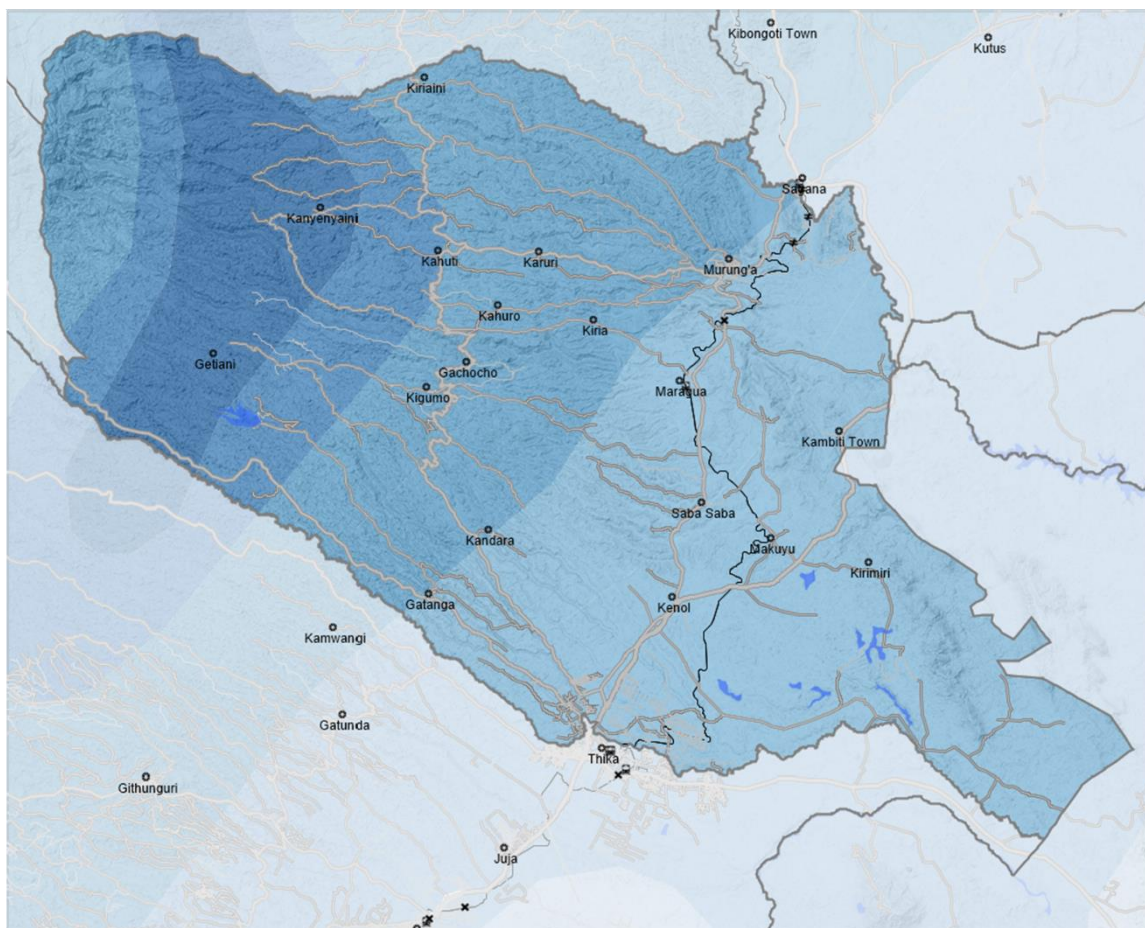 Kibongoti Town
Kutus
Kiriaini
Sagana
Kanyenyaini
Kahuti
Karuri
Murung'a
Kahuro
Kiria
Getiani
Gachocho
Maragua
Kigumo
Kambiti Town
Saba Saba
Kandara
Makuyu
Kirimiri
Gatanga
Kenol
Kamwangi
Gatunda
Thika
Githunguri
Juja